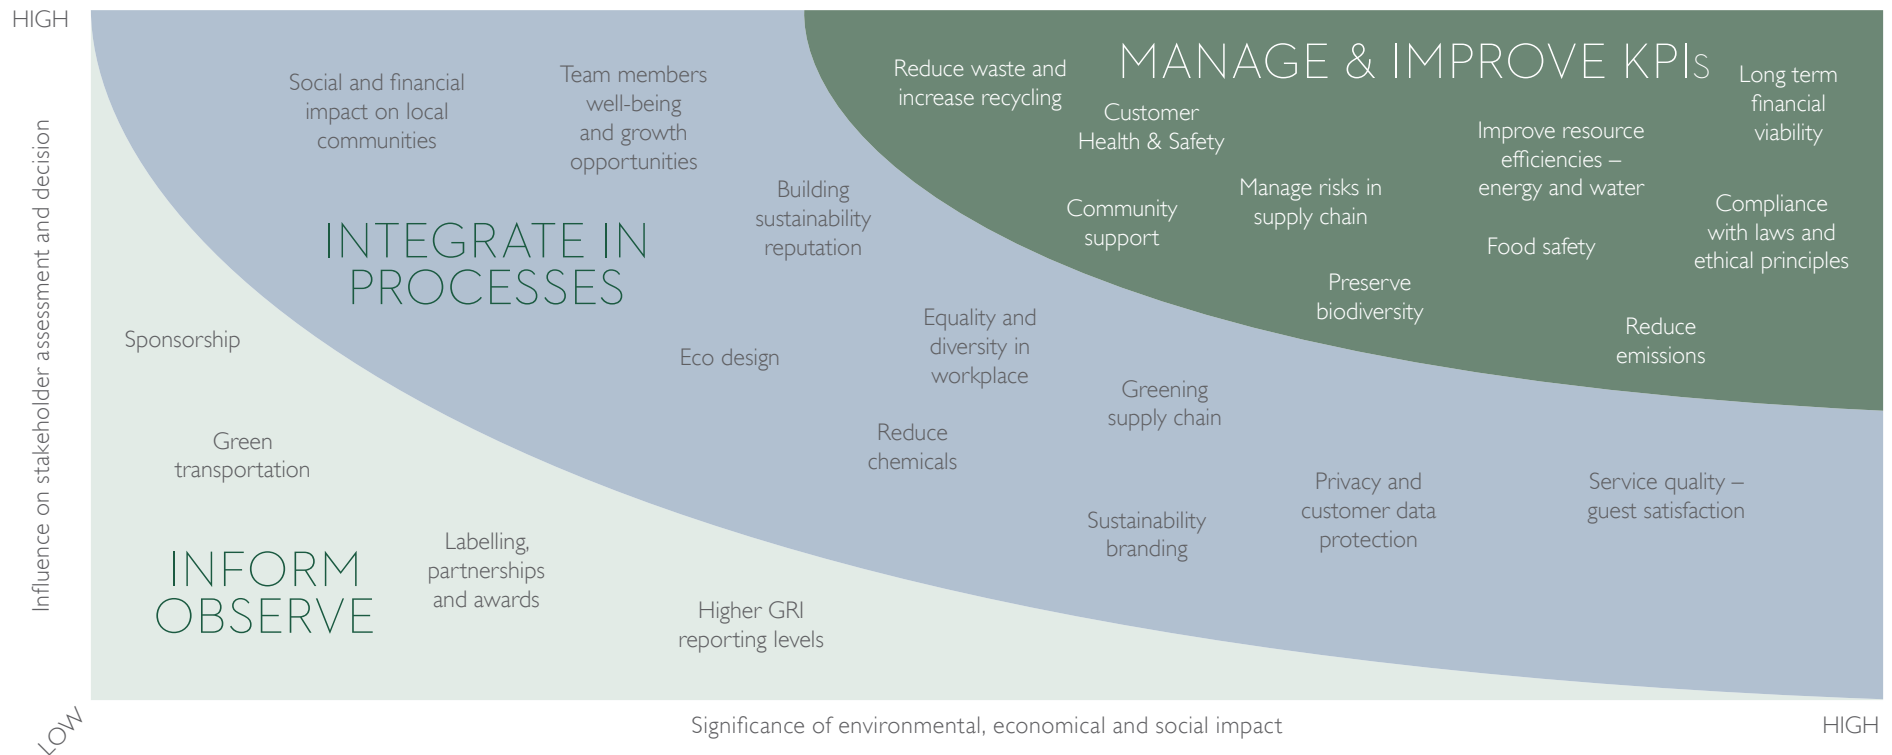 HIGH
Influence on stakeholder assessment and decision
Social and financial
impact on local
communities
Team members
well-being
and growth
opportunities
Building
sustainability
reputation
INTEGRATE IN
PROCESSES
Eco design
Equality and
diversity in
workplace
Reduce
chemicals
Greening
supply chain
Sustainability
branding
Privacy and
customer data
protection
Service quality –
guest satisfaction
MANAGE & IMPROVE KPIs
Reduce waste and
increase recycling
Customer
Health & Safety
Community
support
Manage risks in
supply chain
Preserve
biodiversity
Improve resource
efficiencies –
energy and water
Food safety
Long term
financial
viability
Compliance
with laws and
ethical principles
Reduce
emissions
Sponsorship
Green
transportation
INFORM
OBSERVE
Labelling,
partnerships
and awards
Higher GRI
reporting levels
LOW
Significance of environmental, economical and social impact
HIGH